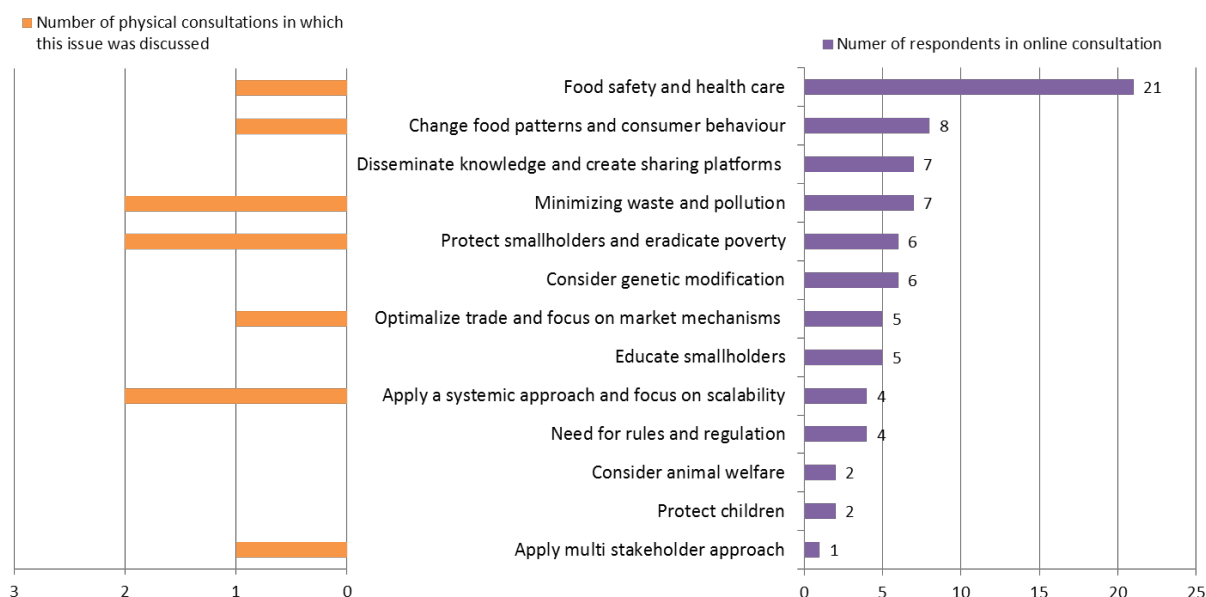 Number of physical consultations in which
this issue was discussed
Numer of respondents in online consultation
Food safety and health care 21
Change food patterns and consumer behaviour 8
Disseminate knowledge and create sharing platforms 7
Minimizing waste and pollution 7
Protect smallholders and eradicate poverty 6
Consider genetic modification 6
Optimalize trade and focus on market mechanisms 5
Educate smallholders 5
Apply a systemic approach and focus on scalability 4
Need for rules and regulation 4
Consider animal welfare 2
Protect children 2
Apply multi stakeholder approach 1
3 2 1 0 0 5 10 15 20 25